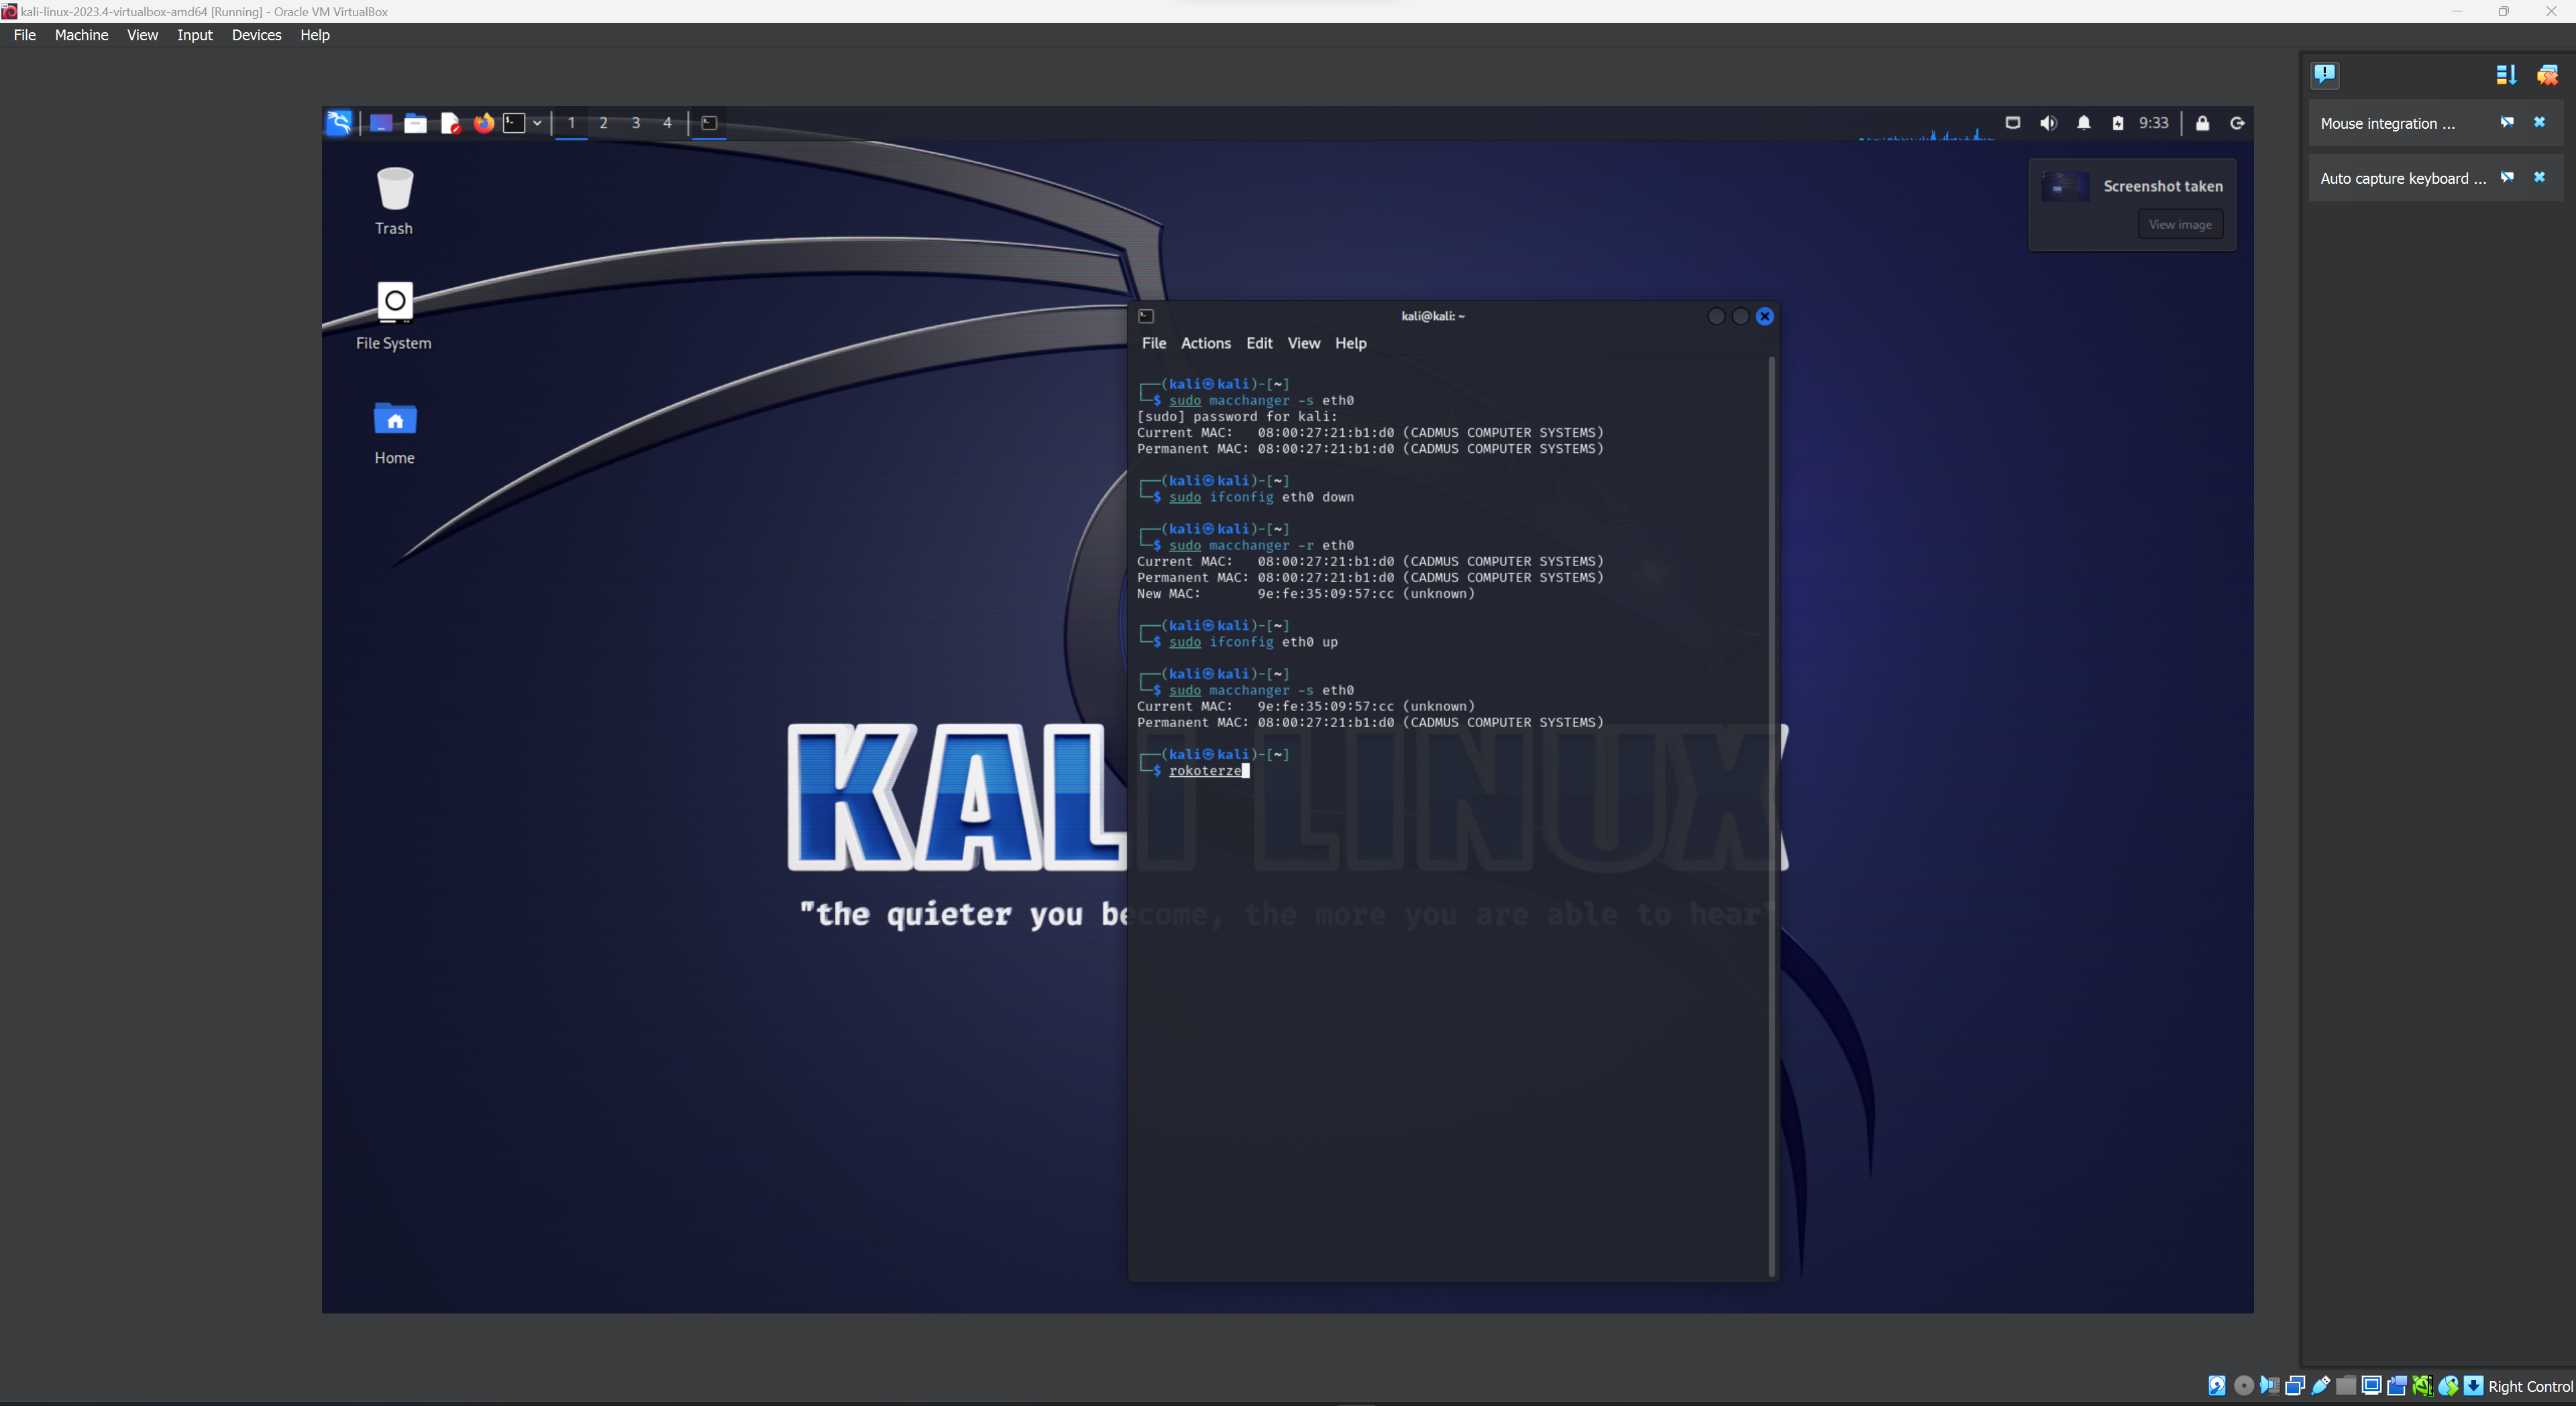 kali-linux-2023.4-virtualbox-amd64 [Running] - Oracle VM VirtualBox
File Machine View Input Devices Help
Mouse integration ...
Auto capture keyboard ...
1 2 3 4
9:33
Trash
File System
Home
Screenshot taken
View image
kali@kali: ~
File Actions Edit View Help
┌──(kali㉿kali)-[~]
└─$ sudo macchanger -s eth0
[sudo] password for kali:
Current MAC:   08:00:27:21:b1:d0 (CADMUS COMPUTER SYSTEMS)
Permanent MAC: 08:00:27:21:b1:d0 (CADMUS COMPUTER SYSTEMS)
┌──(kali㉿kali)-[~]
└─$ sudo ifconfig eth0 down
┌──(kali㉿kali)-[~]
└─$ sudo macchanger -r eth0
Current MAC:   08:00:27:21:b1:d0 (CADMUS COMPUTER SYSTEMS)
Permanent MAC: 08:00:27:21:b1:d0 (CADMUS COMPUTER SYSTEMS)
New MAC:       9e:fe:35:09:57:cc (unknown)
┌──(kali㉿kali)-[~]
└─$ sudo ifconfig eth0 up
┌──(kali㉿kali)-[~]
└─$ sudo macchanger -s eth0
Current MAC:   9e:fe:35:09:57:cc (unknown)
Permanent MAC: 08:00:27:21:b1:d0 (CADMUS COMPUTER SYSTEMS)
┌──(kali㉿kali)-[~]
└─$ rokoterze
KALI LINUX
"the quieter you become, the more you are able to hear"
Right Control